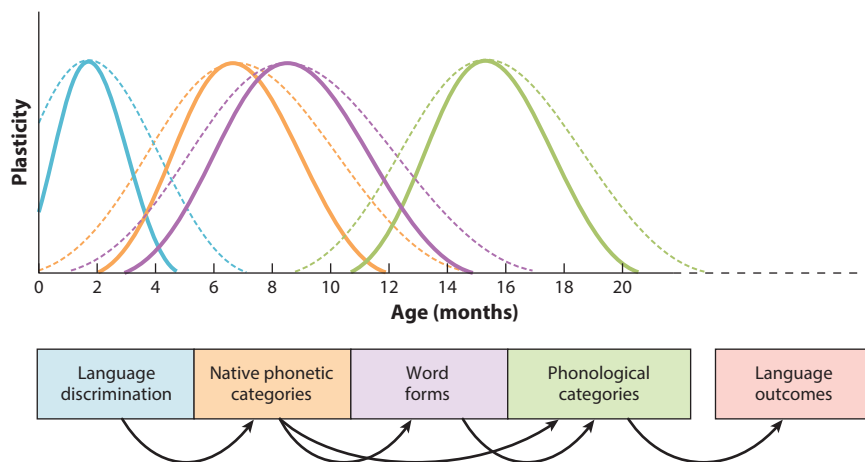 Plasticity
0 2 4 6 8 10 12 14 16 18 20
Age (months)
Language
discrimination
Native phonetic
categories
Word
forms
Phonological
categories
Language
outcomes